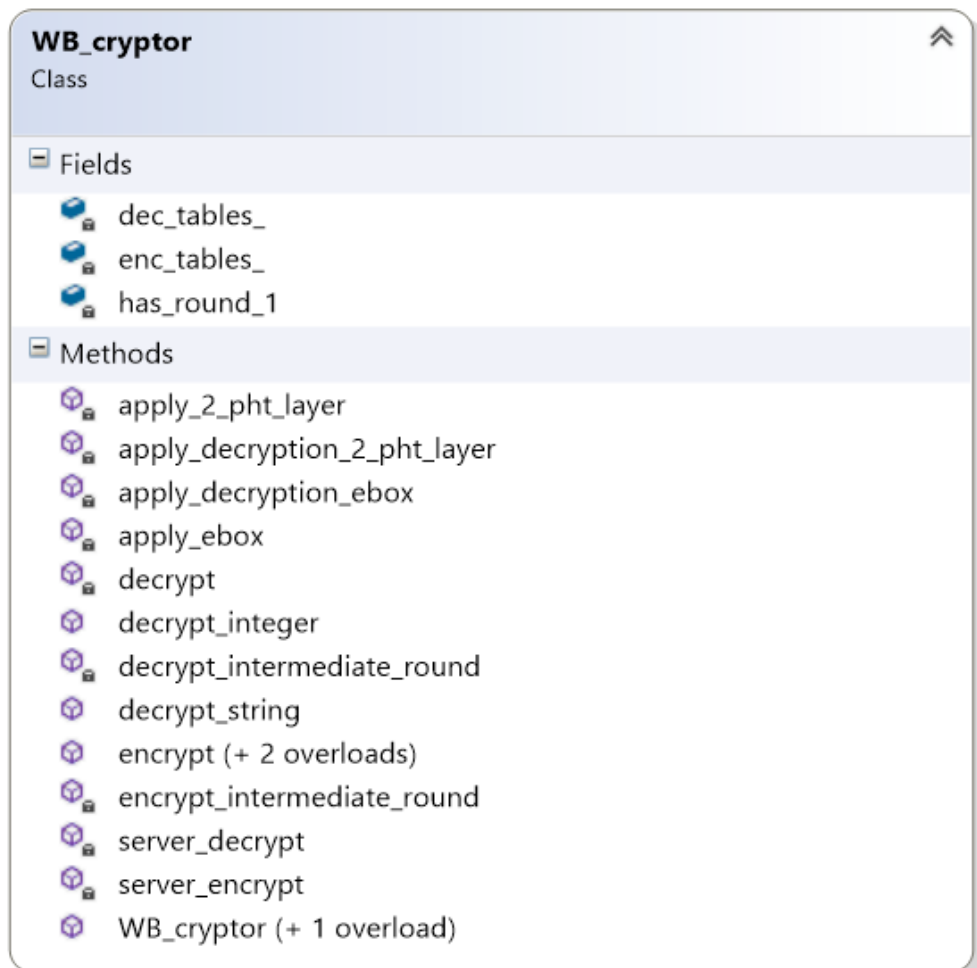 WB_cryptor
Class
Fields
dec_tables_
enc_tables_
has_round_1
Methods
apply_2_pht_layer
apply_decryption_2_pht_layer
apply_decryption_ebox
apply_ebox
decrypt
decrypt_integer
decrypt_intermediate_round
decrypt_string
encrypt (+ 2 overloads)
encrypt_intermediate_round
server_decrypt
server_encrypt
WB_cryptor (+ 1 overload)